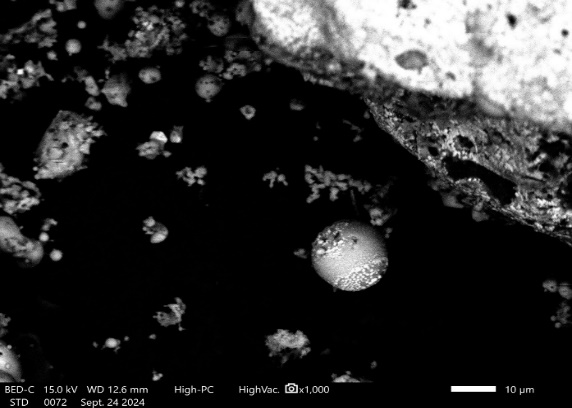 BED-C 15.0 kV WD 12.6 mm High-PC HighVac. x1,000 10 μm
STD 0072 Sept. 24 2024